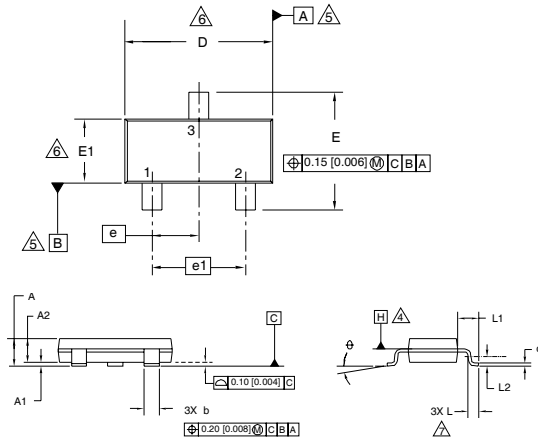 6
A 5
D
3
E
6 E1
⌖ 0.15 [0.006] Ⓜ C B A
1 2
5 B
e
e1
A
A2
C
H 4
L1
θ
c
A1
⌓ 0.10 [0.004] C
L2
3X b
3X L
⌖ 0.20 [0.008] Ⓜ C B A
7